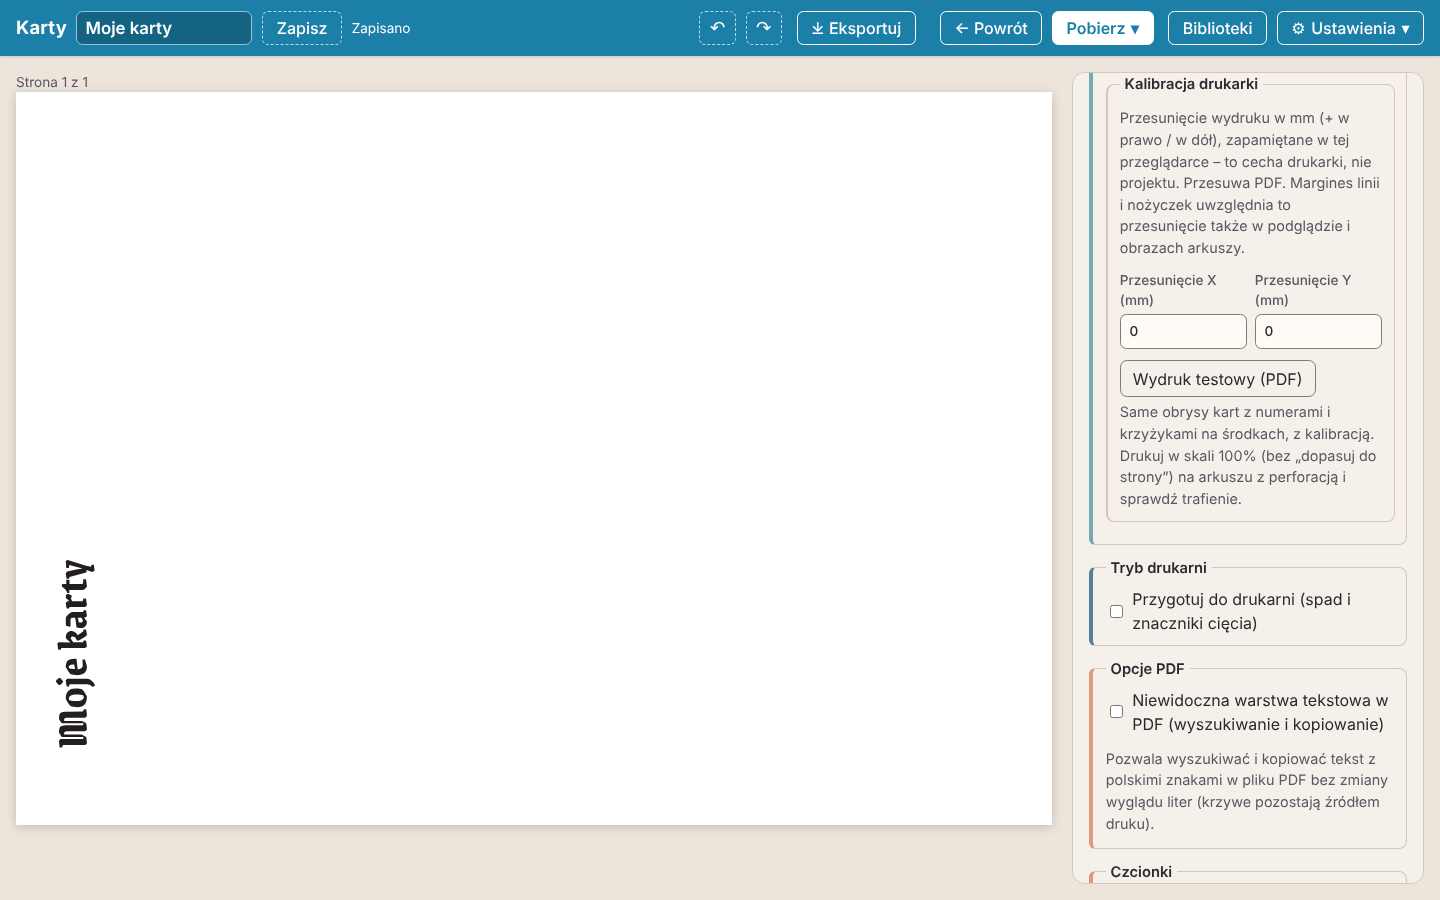 Karty
Moje karty
Zapisz
Zapisano
↶
↷
Eksportuj
← Powrót
Pobierz ▾
Biblioteki
⚙ Ustawienia ▾
Strona 1 z 1
Moje karty
Kalibracja drukarki
Przesunięcie wydruku w mm (+ w
prawo / w dół), zapamiętane w tej
przeglądarce – to cecha drukarki, nie
projektu. Przesuwa PDF. Margines linii
i nożyczek uwzględnia to
przesunięcie także w podglądzie i
obrazach arkuszy.
Przesunięcie X
(mm)
Przesunięcie Y
(mm)
0
0
Wydruk testowy (PDF)
Same obrysy kart z numerami i
krzyżykami na środkach, z kalibracją.
Drukuj w skali 100% (bez „dopasuj do
strony”) na arkuszu z perforacją i
sprawdź trafienie.
Tryb drukarni
Przygotuj do drukarni (spad i
znaczniki cięcia)
Opcje PDF
Niewidoczna warstwa tekstowa w
PDF (wyszukiwanie i kopiowanie)
Pozwala wyszukiwać i kopiować tekst z
polskimi znakami w pliku PDF bez zmiany
wyglądu liter (krzywe pozostają źródłem
druku).
Czcionki